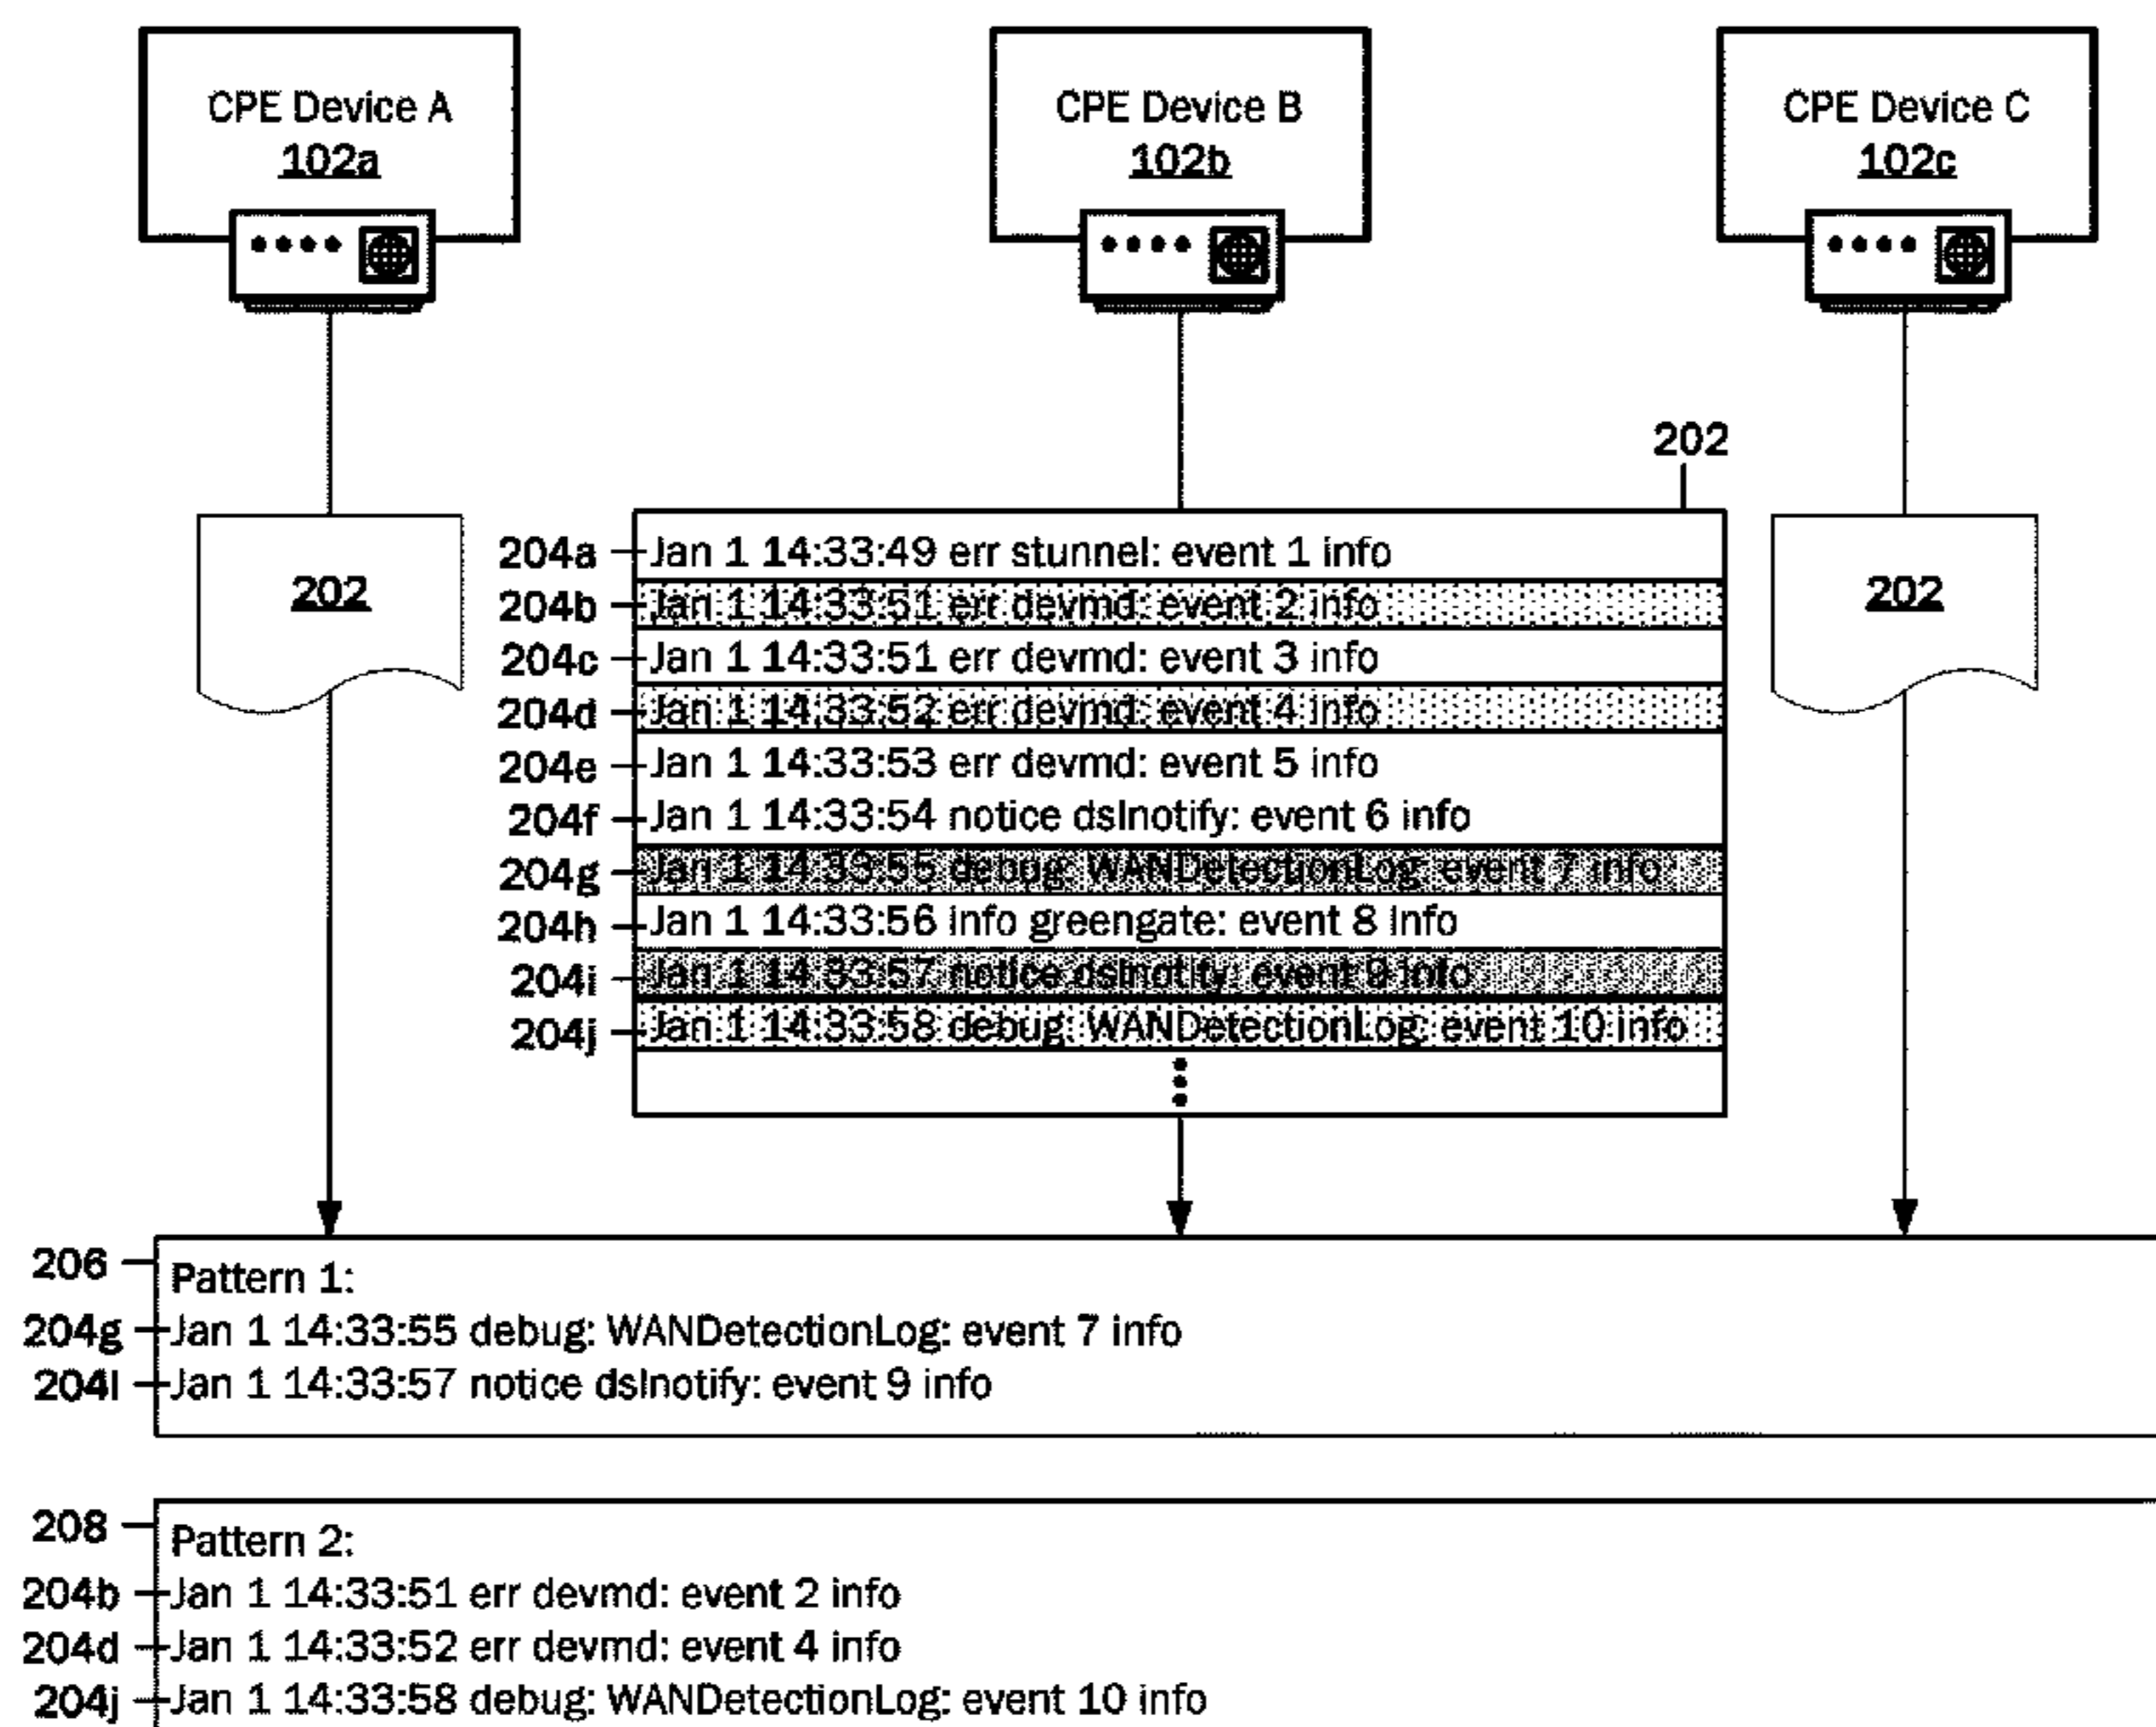 CPE Device A
102a
CPE Device B
102b
CPE Device C
102c
202
202
202
204a Jan 1 14:33:49 err stunnel: event 1 info
204b Jan 1 14:33:51 err devmd: event 2 info
204c Jan 1 14:33:51 err devmd: event 3 info
204d Jan 1 14:33:52 err devmd: event 4 info
204e Jan 1 14:33:53 err devmd: event 5 info
204f Jan 1 14:33:54 notice dslnotify: event 6 info
204g Jan 1 14:33:55 debug: WANDetectionLog: event 7 info
204h Jan 1 14:33:56 info greengate: event 8 info
204i Jan 1 14:33:57 notice dslnotify: event 9 info
204j Jan 1 14:33:58 debug: WANDetectionLog: event 10 info
206 Pattern 1:
204g Jan 1 14:33:55 debug: WANDetectionLog: event 7 info
204i Jan 1 14:33:57 notice dslnotify: event 9 info
208 Pattern 2:
204b Jan 1 14:33:51 err devmd: event 2 info
204d Jan 1 14:33:52 err devmd: event 4 info
204j Jan 1 14:33:58 debug: WANDetectionLog: event 10 info